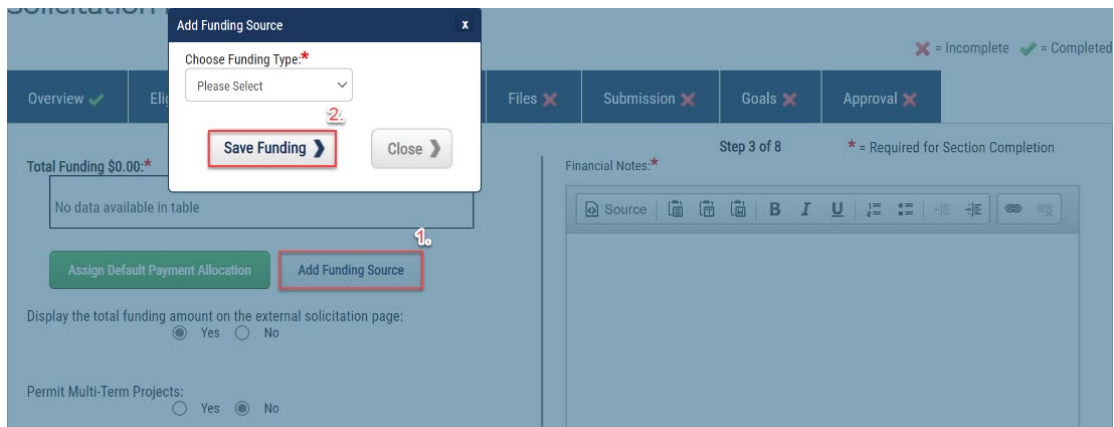 Add Funding Source x
Choose Funding Type:*
Please Select
2.
Save Funding
Close
= Incomplete = Completed
Overview
Files
Submission
Goals
Approval
Step 3 of 8
* = Required for Section Completion
Total Funding $0.00:*
No data available in table
1.
Assign Default Payment Allocation
Add Funding Source
Display the total funding amount on the external solicitation page:
Yes No
Permit Multi-Term Projects:
Yes No
Financial Notes:*
Source B I U